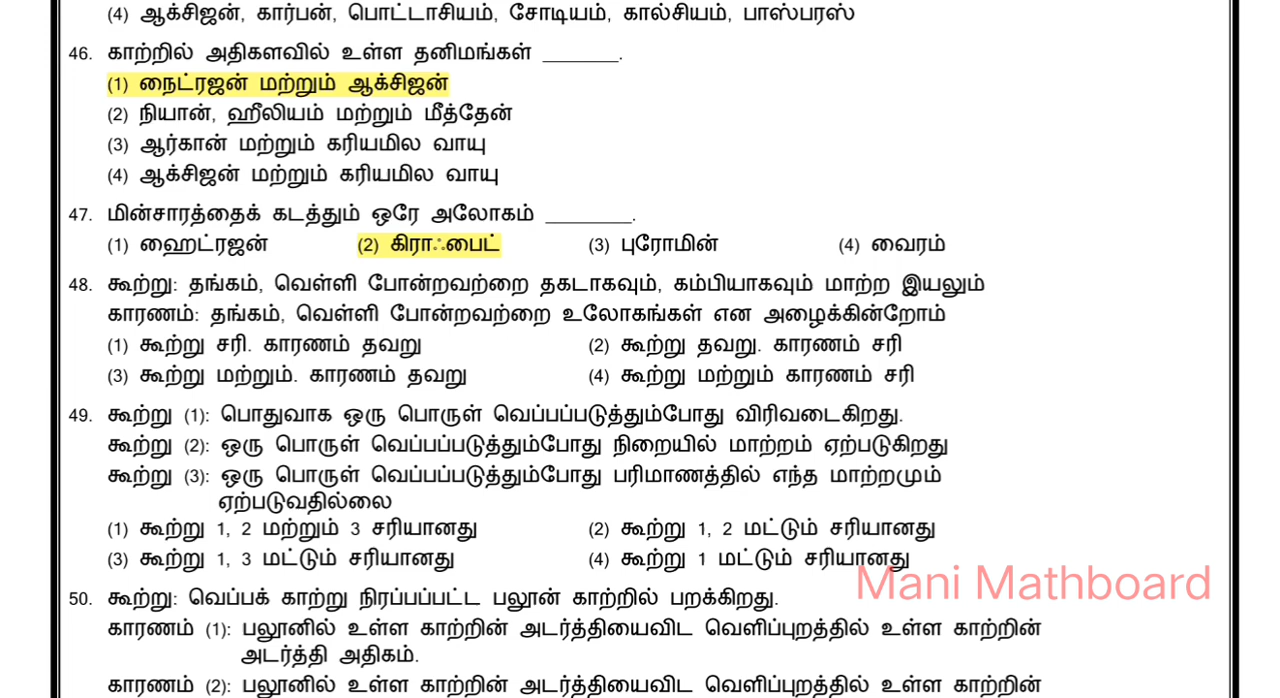 (4) ஆக்சிஜன், கார்பன், பொட்டாசியம், சோடியம், கால்சியம், பாஸ்பரஸ்
46. காற்றில் அதிகளவில் உள்ள தனிமங்கள் _______.
(1) நைட்ரஜன் மற்றும் ஆக்சிஜன்
(2) நியான், ஹீலியம் மற்றும் மீத்தேன்
(3) ஆர்கான் மற்றும் கரியமில வாயு
(4) ஆக்சிஜன் மற்றும் கரியமில வாயு
47. மின்சாரத்தைக் கடத்தும் ஒரே அலோகம் ________.
(1) ஹைட்ரஜன் (2) கிராஃபைட் (3) புரோமின் (4) வைரம்
48. கூற்று: தங்கம், வெள்ளி போன்றவற்றை தகடாகவும், கம்பியாகவும் மாற்ற இயலும்
காரணம்: தங்கம், வெள்ளி போன்றவற்றை உலோகங்கள் என அழைக்கின்றோம்
(1) கூற்று சரி. காரணம் தவறு (2) கூற்று தவறு. காரணம் சரி
(3) கூற்று மற்றும். காரணம் தவறு (4) கூற்று மற்றும் காரணம் சரி
49. கூற்று (1): பொதுவாக ஒரு பொருள் வெப்பப்படுத்தும்போது விரிவடைகிறது.
கூற்று (2): ஒரு பொருள் வெப்பப்படுத்தும்போது நிறையில் மாற்றம் ஏற்படுகிறது
கூற்று (3): ஒரு பொருள் வெப்பப்படுத்தும்போது பரிமாணத்தில் எந்த மாற்றமும்
ஏற்படுவதில்லை
(1) கூற்று 1, 2 மற்றும் 3 சரியானது (2) கூற்று 1, 2 மட்டும் சரியானது
(3) கூற்று 1, 3 மட்டும் சரியானது (4) கூற்று 1 மட்டும் சரியானது
Mani Mathboard
50. கூற்று: வெப்பக் காற்று நிரப்பப்பட்ட பலூன் காற்றில் பறக்கிறது.
காரணம் (1): பலூனில் உள்ள காற்றின் அடர்த்தியைவிட வெளிப்புறத்தில் உள்ள காற்றின்
அடர்த்தி அதிகம்.
காரணம் (2): பலூனில் உள்ள காற்றின் அடர்த்தியைவிட வெளிப்புறத்தில் உள்ள காற்றின்